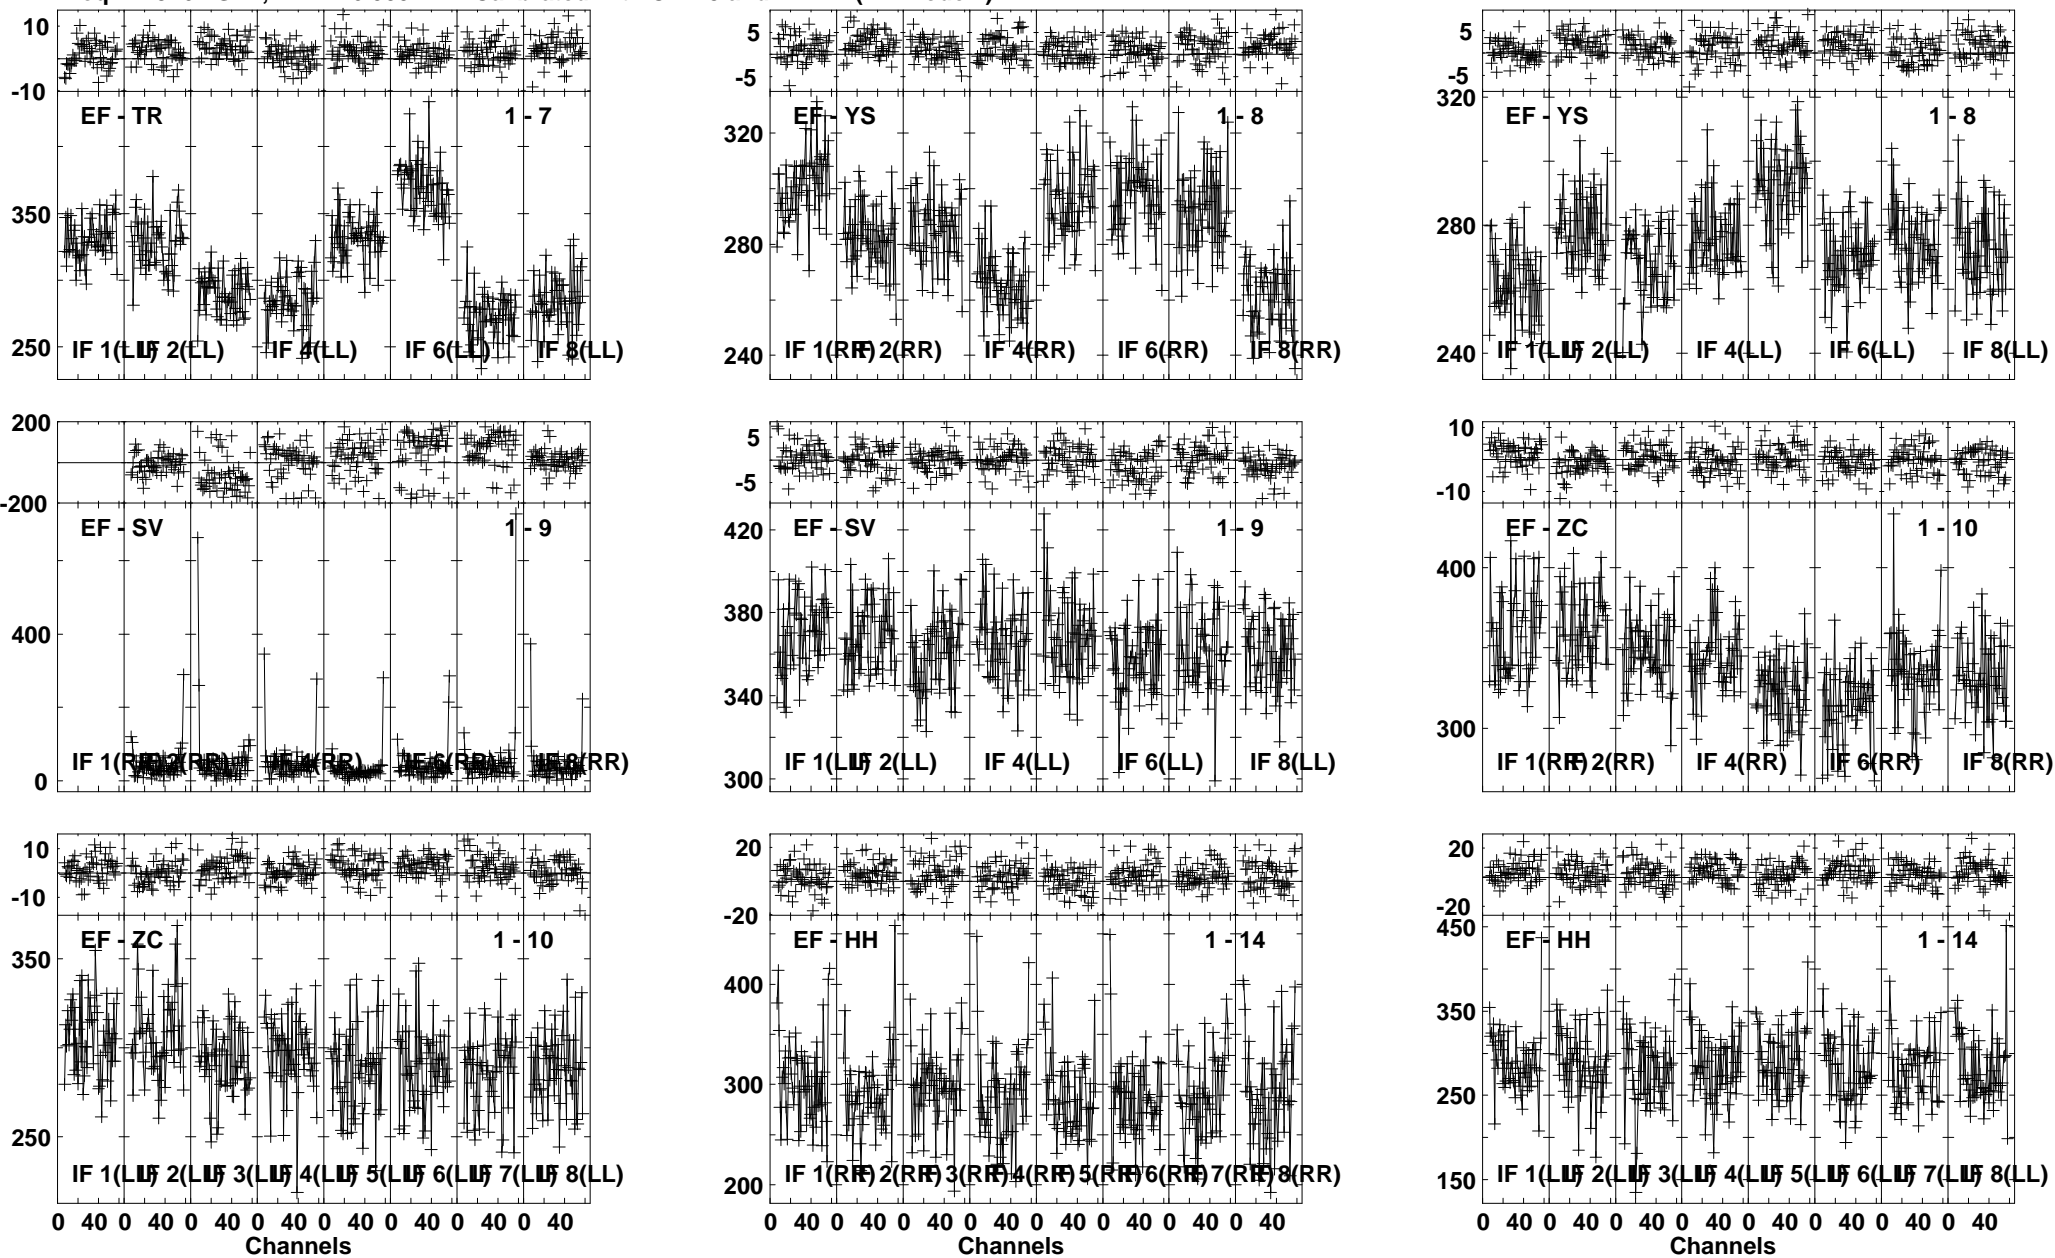 10
-10
EF - TR 1 - 7
350
250
IF 1(LL) IF 2(LL) IF 4(LL) IF 6(LL) IF 8(LL)
5
-5
EF - YS 1 - 8
320
280
240
IF 1(RR) IF 2(RR) IF 4(RR) IF 6(RR) IF 8(RR)
5
-5
320
EF - YS 1 - 8
280
240
IF 1(LL) IF 2(LL) IF 4(LL) IF 6(LL) IF 8(LL)
200
-200
EF - SV 1 - 9
400
0
IF 1(RR) IF 2(RR) IF 4(RR) IF 6(RR) IF 8(RR)
5
-5
EF - SV 1 - 9
420
380
340
300
IF 1(LL) IF 2(LL) IF 4(LL) IF 6(LL) IF 8(LL)
10
-10
EF - ZC 1 - 10
400
300
IF 1(RR) IF 2(RR) IF 4(RR) IF 6(RR) IF 8(RR)
10
-10
EF - ZC 1 - 10
350
250
IF 1(LL) IF 2(LL) IF 3(LL) IF 4(LL) IF 5(LL) IF 6(LL) IF 7(LL) IF 8(LL)
0 40 0 40 0 40 0 40 0 40 0 40 0 40 0 40
Channels
20
-20
EF - HH 1 - 14
400
300
200
IF 1(RR) IF 2(RR) IF 3(RR) IF 4(RR) IF 5(RR) IF 6(RR) IF 7(RR) IF 8(RR)
0 40 0 40 0 40 0 40 0 40 0 40 0 40 0 40
Channels
20
-20
450
EF - HH 1 - 14
350
250
150
IF 1(LL) IF 2(LL) IF 3(LL) IF 4(LL) IF 5(LL) IF 6(LL) IF 7(LL) IF 8(LL)
0 40 0 40 0 40 0 40 0 40 0 40 0 40 0 40
Channels